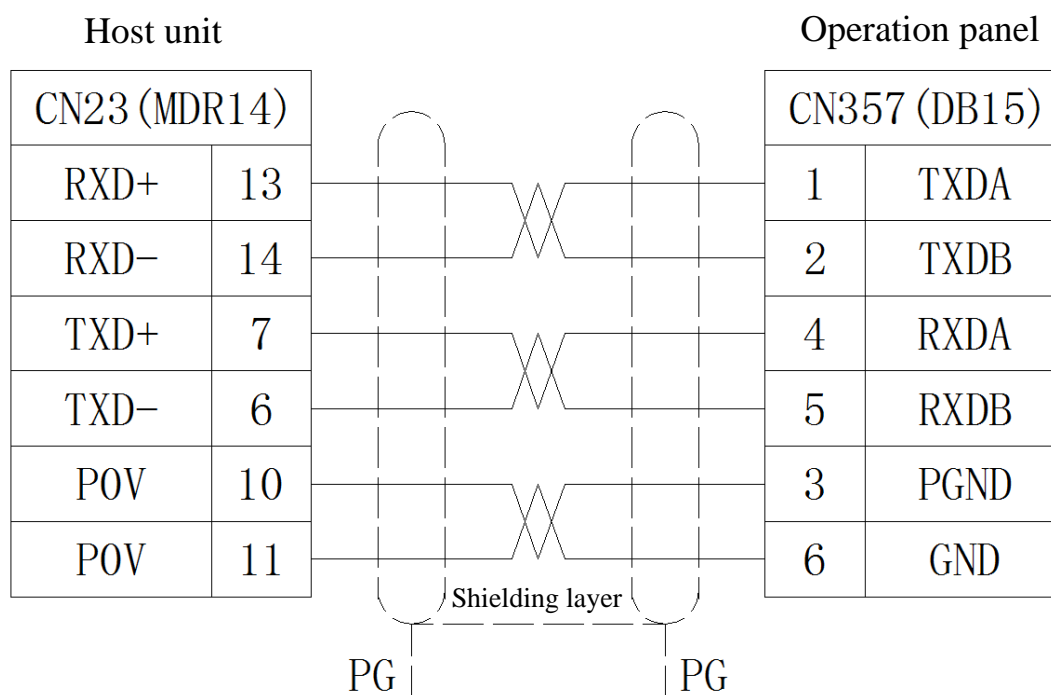 Host unit
Operation panel
CN23(MDR14)
CN357(DB15)
RXD+ 13 1 TXDA
RXD- 14 2 TXDB
TXD+ 7 4 RXDA
TXD- 6 5 RXDB
P0V 10 3 PGND
P0V 11 6 GND
Shielding layer
PG PG